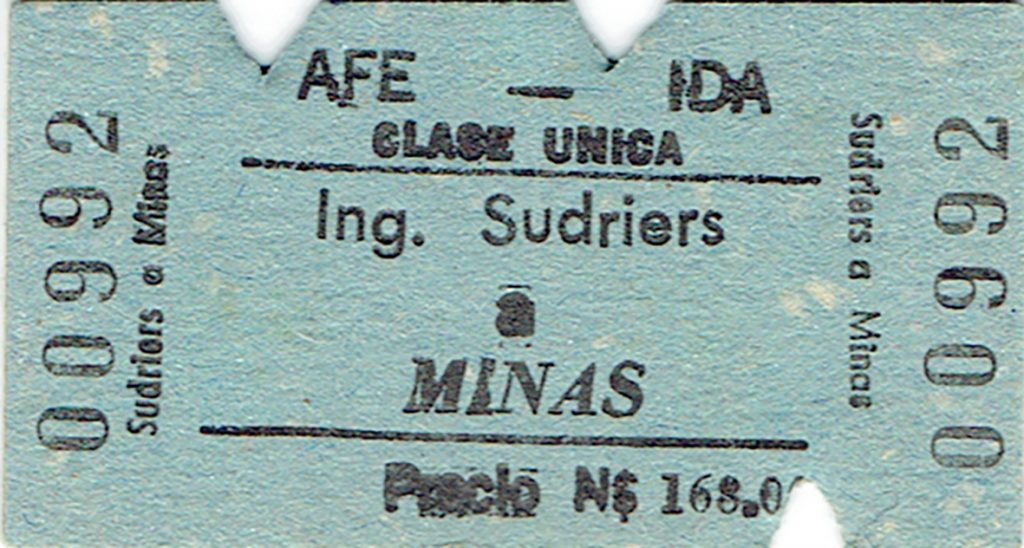 AFE — IDA
CLASE UNICA
Ing. Sudriers
a
MINAS
Precio N$ 168.0
00992
Sudriers a Minas
Sudriers a Minas
00992